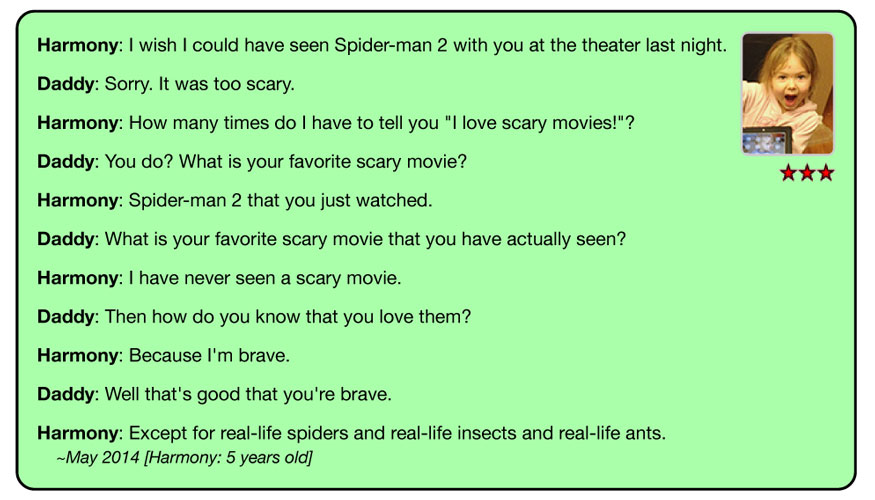 Harmony: I wish I could have seen Spider-man 2 with you at the theater last night.
Daddy: Sorry. It was too scary.
Harmony: How many times do I have to tell you "I love scary movies!"?
Daddy: You do? What is your favorite scary movie?
Harmony: Spider-man 2 that you just watched.
Daddy: What is your favorite scary movie that you have actually seen?
Harmony: I have never seen a scary movie.
Daddy: Then how do you know that you love them?
Harmony: Because I'm brave.
Daddy: Well that's good that you're brave.
Harmony: Except for real-life spiders and real-life insects and real-life ants.
~May 2014 [Harmony: 5 years old]